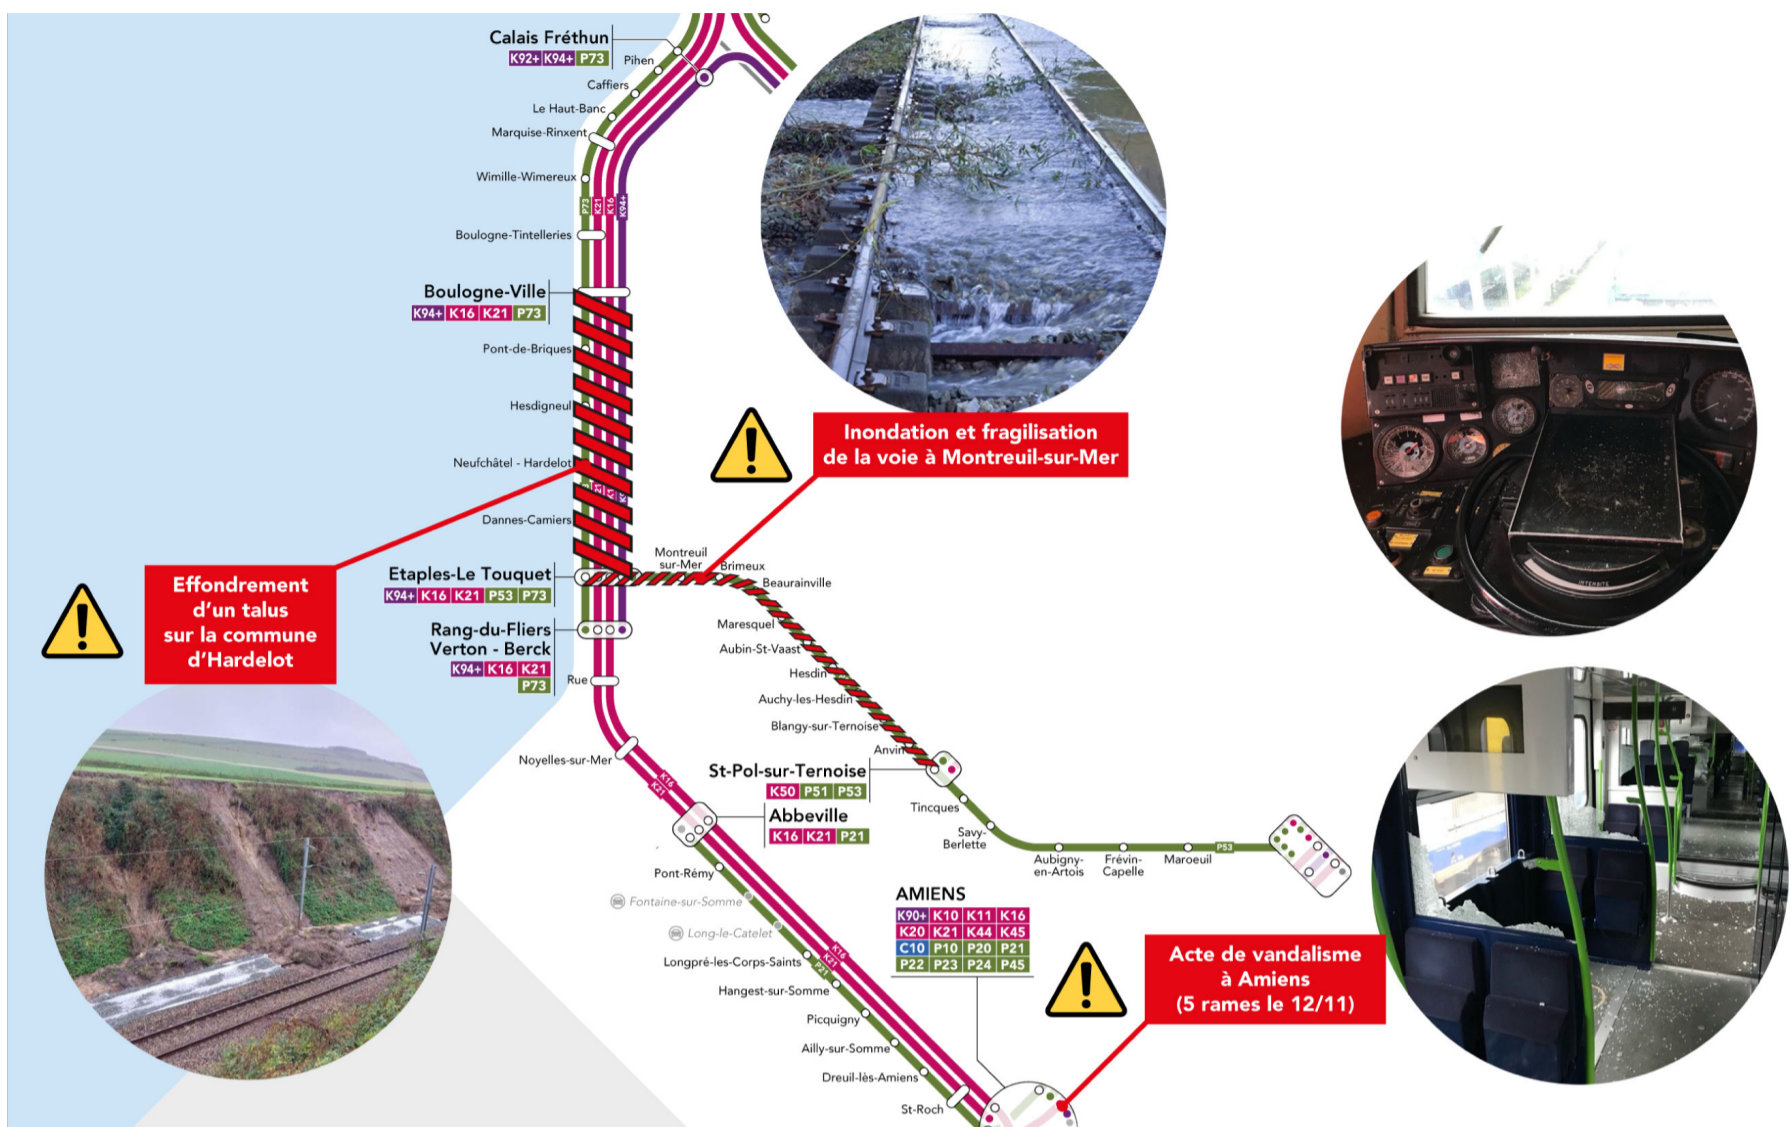 Calais Fréthun
K92+ K94+ P73
Pihen
Caffiers
Le Haut-Banc
Marquise-Rinxent
Wimille-Wimereux
P73 K21 K16 K94+
Boulogne-Tintelleries
Boulogne-Ville
K94+ K16 K21 P73
Pont-de-Briques
Hesdigneul
Neufchâtel - Hardelot
Dannes-Camiers
Inondation et fragilisation
de la voie à Montreuil-sur-Mer
Effondrement
d'un talus
sur la commune
d'Hardelot
Etaples-Le Touquet
K94+ K16 K21 P53 P73
Montreuil
sur-Mer
Brimeux
Beaurainville
Maresquel
Aubin-St-Vaast
Hesdin
Auchy-les-Hesdin
Blangy-sur-Ternoise
Anvin
Rang-du-Fliers
Verton - Berck
K94+ K16 K21
P73
Rue
Noyelles-sur-Mer
K16
K21
St-Pol-sur-Ternoise
K50 P51 P53
Tincques
Savy-
Berlette
Aubigny-
en-Artois
Frévin-
Capelle
Maroeuil
P53
Abbeville
K16 K21 P21
Pont-Rémy
Fontaine-sur-Somme
Long-le-Catelet
Longpré-les-Corps-Saints
K16
K21
P21
Hangest-sur-Somme
Picquigny
Ailly-sur-Somme
Dreuil-lès-Amiens
St-Roch
AMIENS
K90+ K10 K11 K16
K20 K21 K44 K45
C10 P10 P20 P21
P22 P23 P24 P45
Acte de vandalisme
à Amiens
(5 rames le 12/11)
INTERSITE